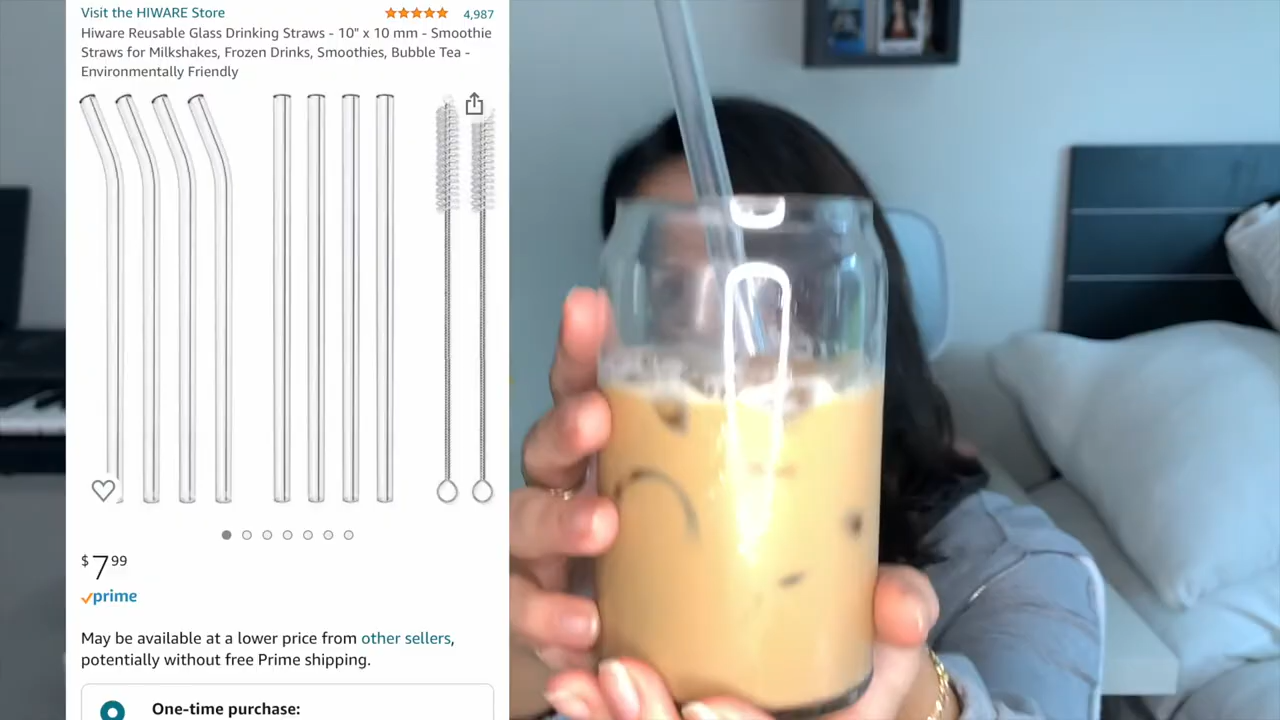 Visit the HIWARE Store
4,987
Hiware Reusable Glass Drinking Straws - 10" x 10 mm - Smoothie
Straws for Milkshakes, Frozen Drinks, Smoothies, Bubble Tea -
Environmentally Friendly
$7 99
prime
May be available at a lower price from other sellers,
potentially without free Prime shipping.
One-time purchase: